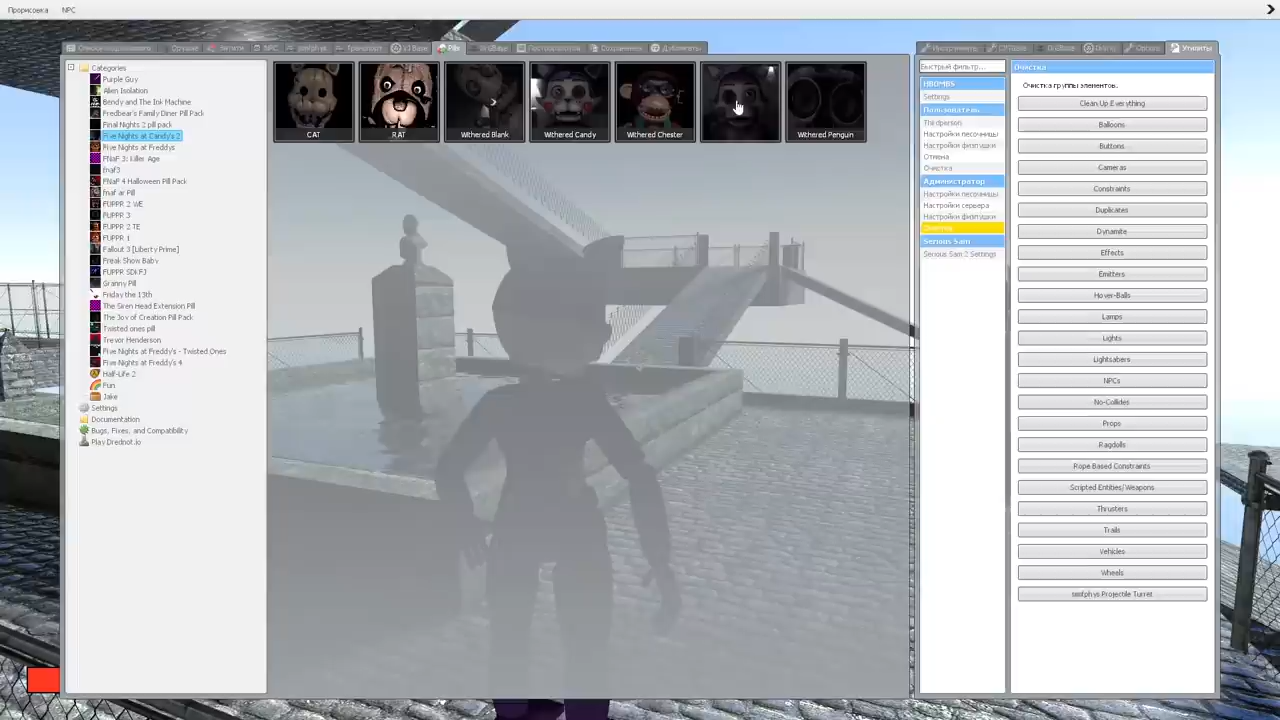 Прорисовка NPC
NPC v3 Base Pills
Categories
Purple Guy
Alien Isolation
Bendy and The Ink Machine
Fredbear's Family Diner Pill Pack
Final Nights 2 pill pack
Five Nights at Candy's 2
Five Nights at Freddys
FNaF 3: Killer Age
fnaf3
FNaF 4 Halloween Pill Pack
fnaf ar Pill
FUPPR 2 WE
FUPPR 3
FUPPR 2 TE
FUPPR 1
Fallout 3 [Liberty Prime]
Freak Show Baby
FUPPR SDLFJ
Granny Pill
Friday the 13th
The Siren Head Extension Pill
The Joy of Creation Pill Pack
Twisted ones pill
Trevor Henderson
Five Nights at Freddy's - Twisted Ones
Five Nights at Freddy's 4
Half-Life 2
Fun
Jake
Settings
Documentation
Bugs, Fixes, and Compatibility
Play Drednot.io
CAT
RAT
Withered Blank
Withered Candy
Withered Chester
Withered Penguin
Утилиты
Быстрый фильтр...
Settings
Пользователь
Thirdperson
Настройки песочницы
Настройки физпушки
Отмена
Очистка
Администратор
Настройки песочницы
Настройки сервера
Настройки физпушки
Serious Sam
Serious Sam 2 Settings
Очистка
Очистка группы элементов.
Clean Up Everything
Balloons
Buttons
Cameras
Constraints
Duplicates
Dynamite
Effects
Emitters
Hover-Balls
Lamps
Lights
Lightsabers
NPCs
No-Collides
Props
Ragdolls
Rope Based Constraints
Scripted Entities/Weapons
Thrusters
Trails
Vehicles
Wheels
smfphys Projectile Turret